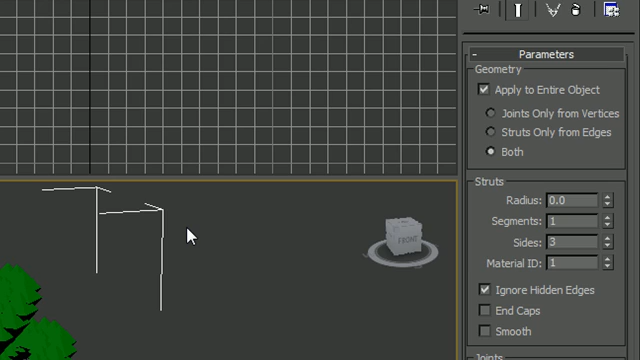 - Parameters
Geometry
Apply to Entire Object
Joints Only from Vertices
Struts Only from Edges
Both
Struts
Radius: 0.0
Segments: 1
Sides: 3
Material ID: 1
Ignore Hidden Edges
End Caps
Smooth
Joints
FRONT